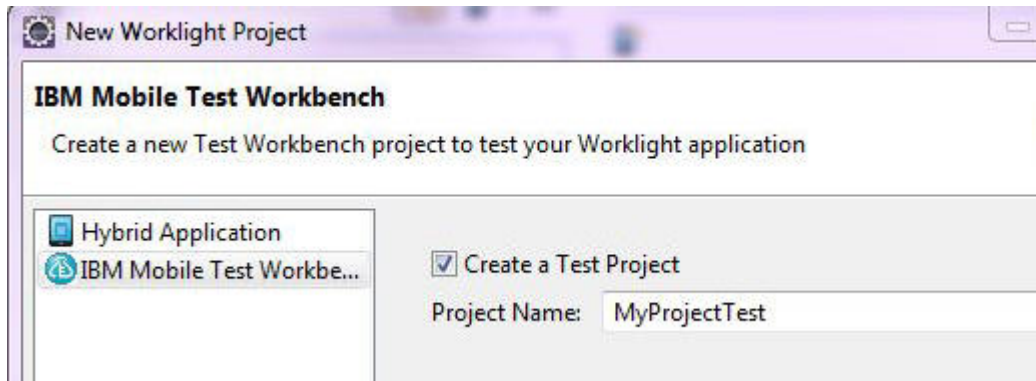 New Worklight Project
IBM Mobile Test Workbench
Create a new Test Workbench project to test your Worklight application
Hybrid Application
IBM Mobile Test Workbe...
Create a Test Project
Project Name: MyProjectTest